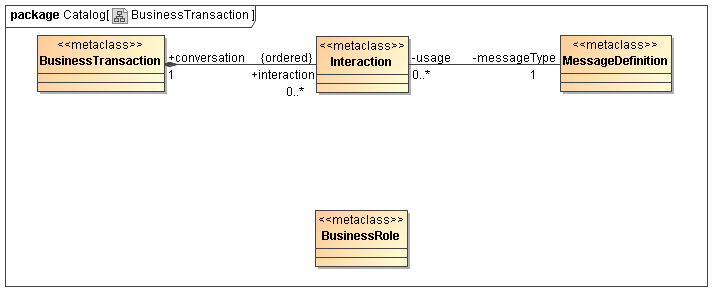 package Catalog[ BusinessTransaction ]
<<metaclass>>
BusinessTransaction
+conversation
1
{ordered}
+interaction
0..*
<<metaclass>>
Interaction
-usage
0..*
-messageType
1
<<metaclass>>
MessageDefinition
<<metaclass>>
BusinessRole